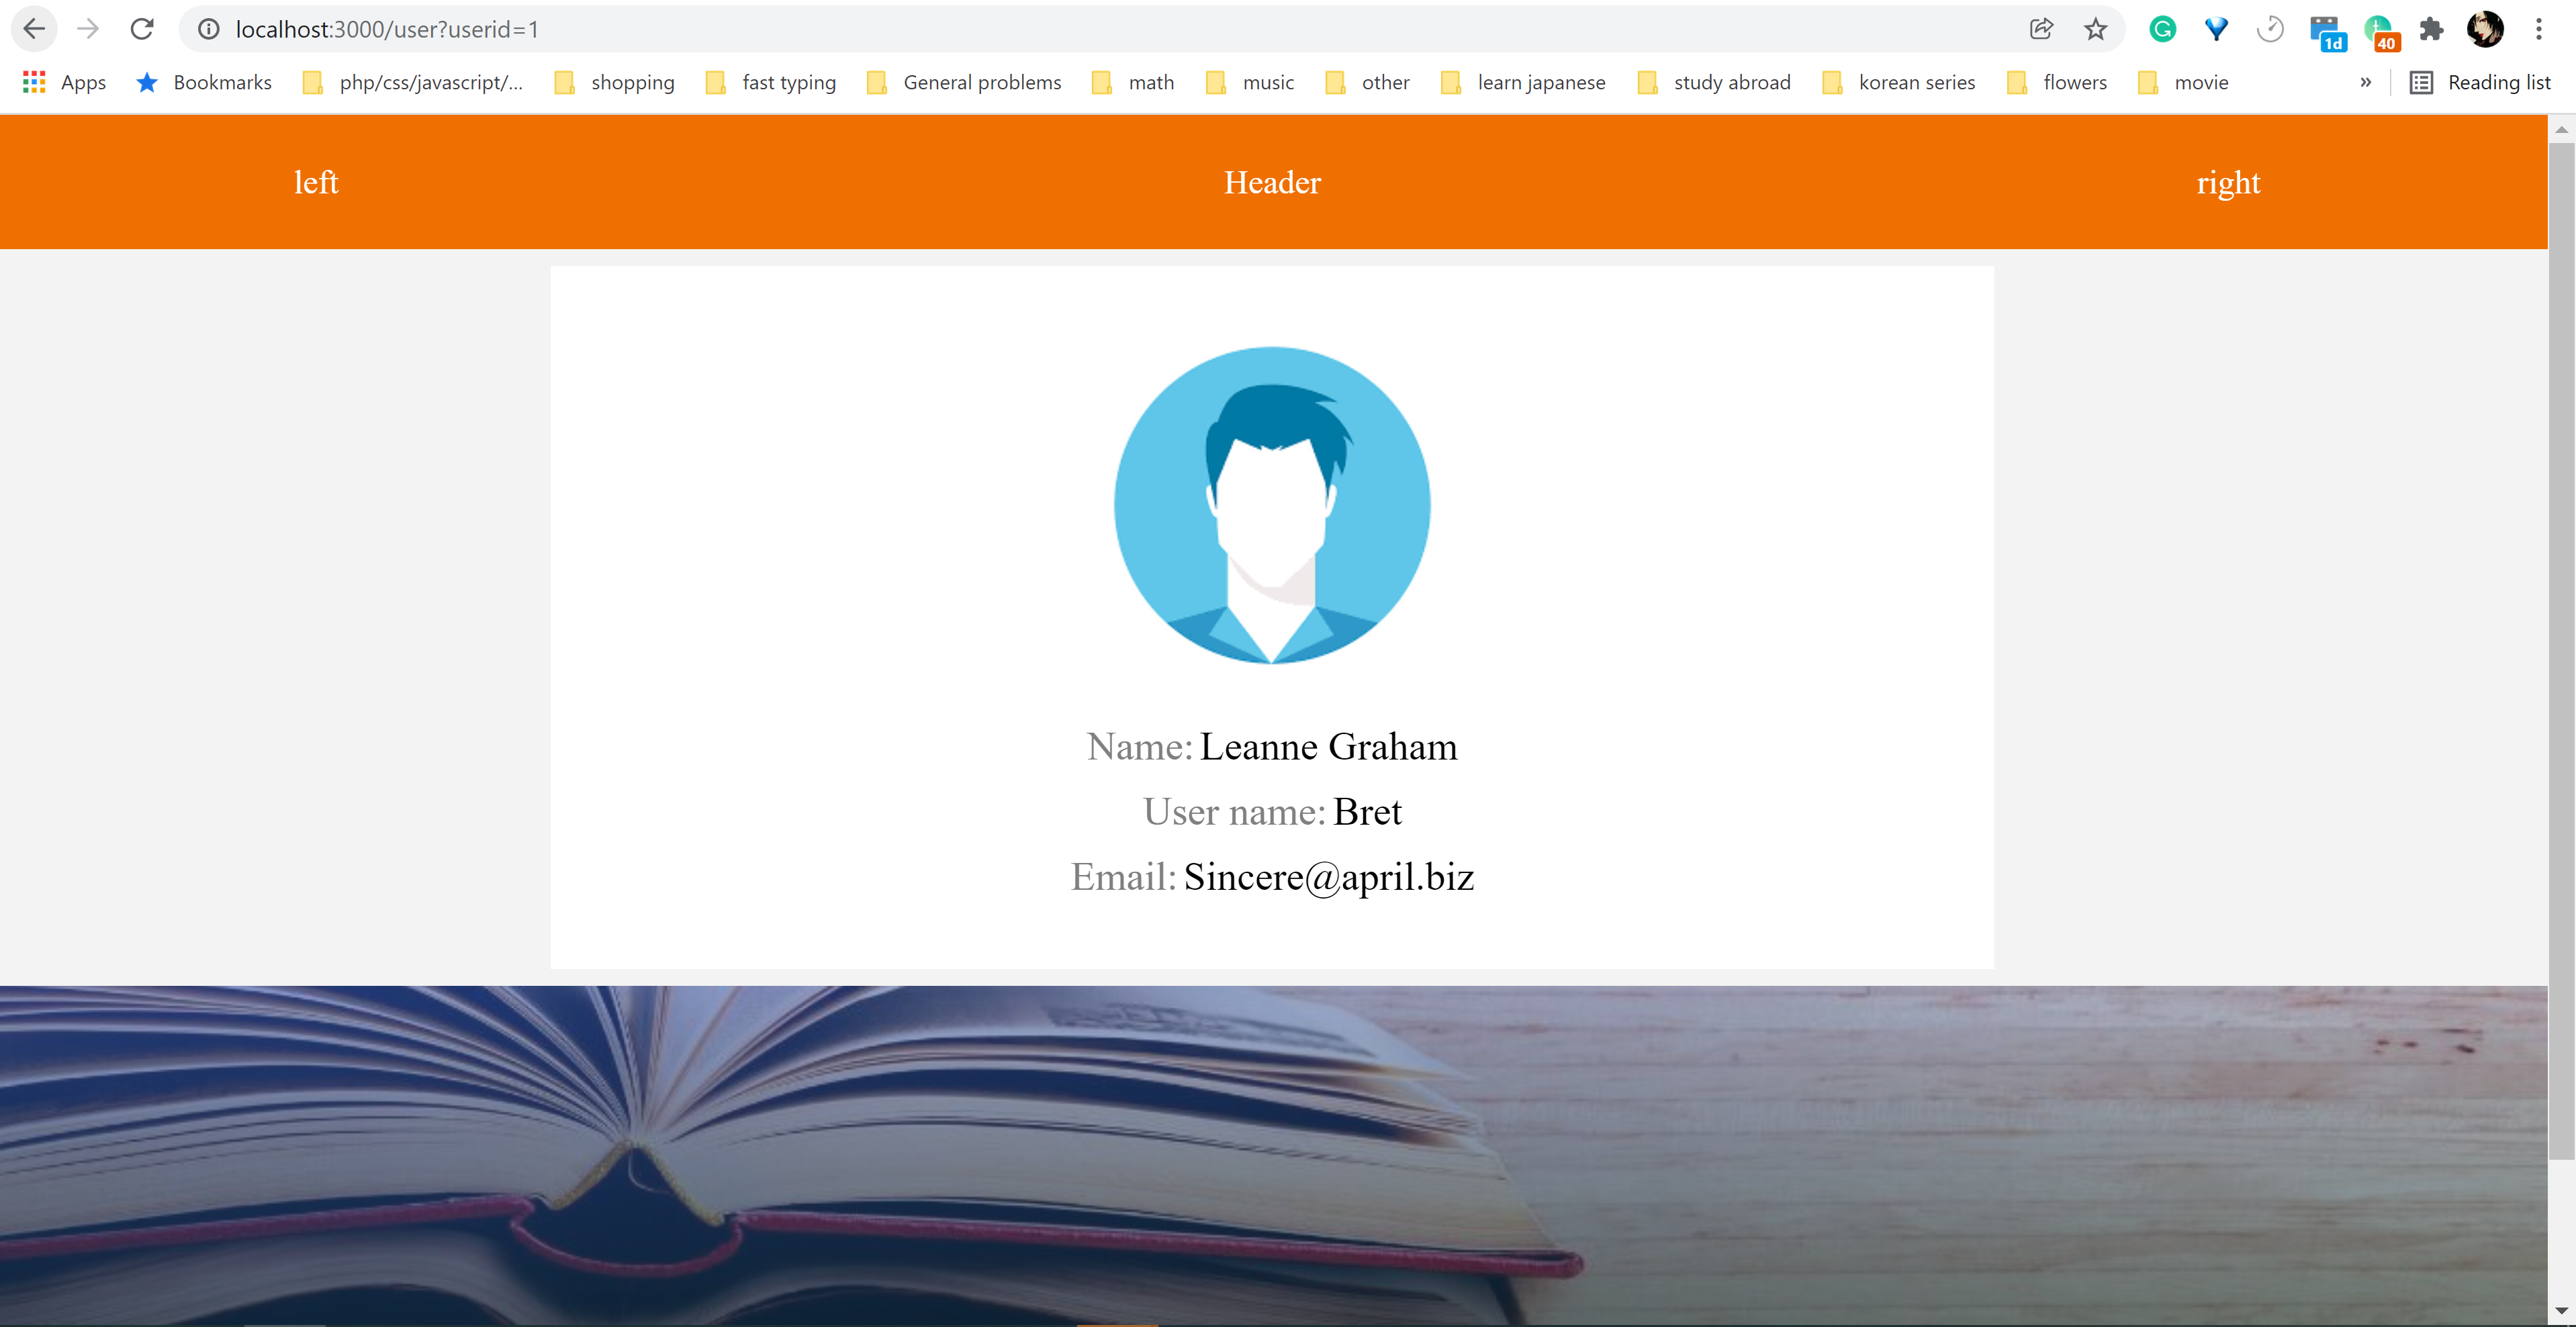 localhost:3000/user?userid=1
1d
40
Apps Bookmarks php/css/javascript/... shopping fast typing General problems math music other learn japanese study abroad korean series flowers movie » Reading list
left Header right
Name: Leanne Graham
User name: Bret
Email: Sincere@april.biz